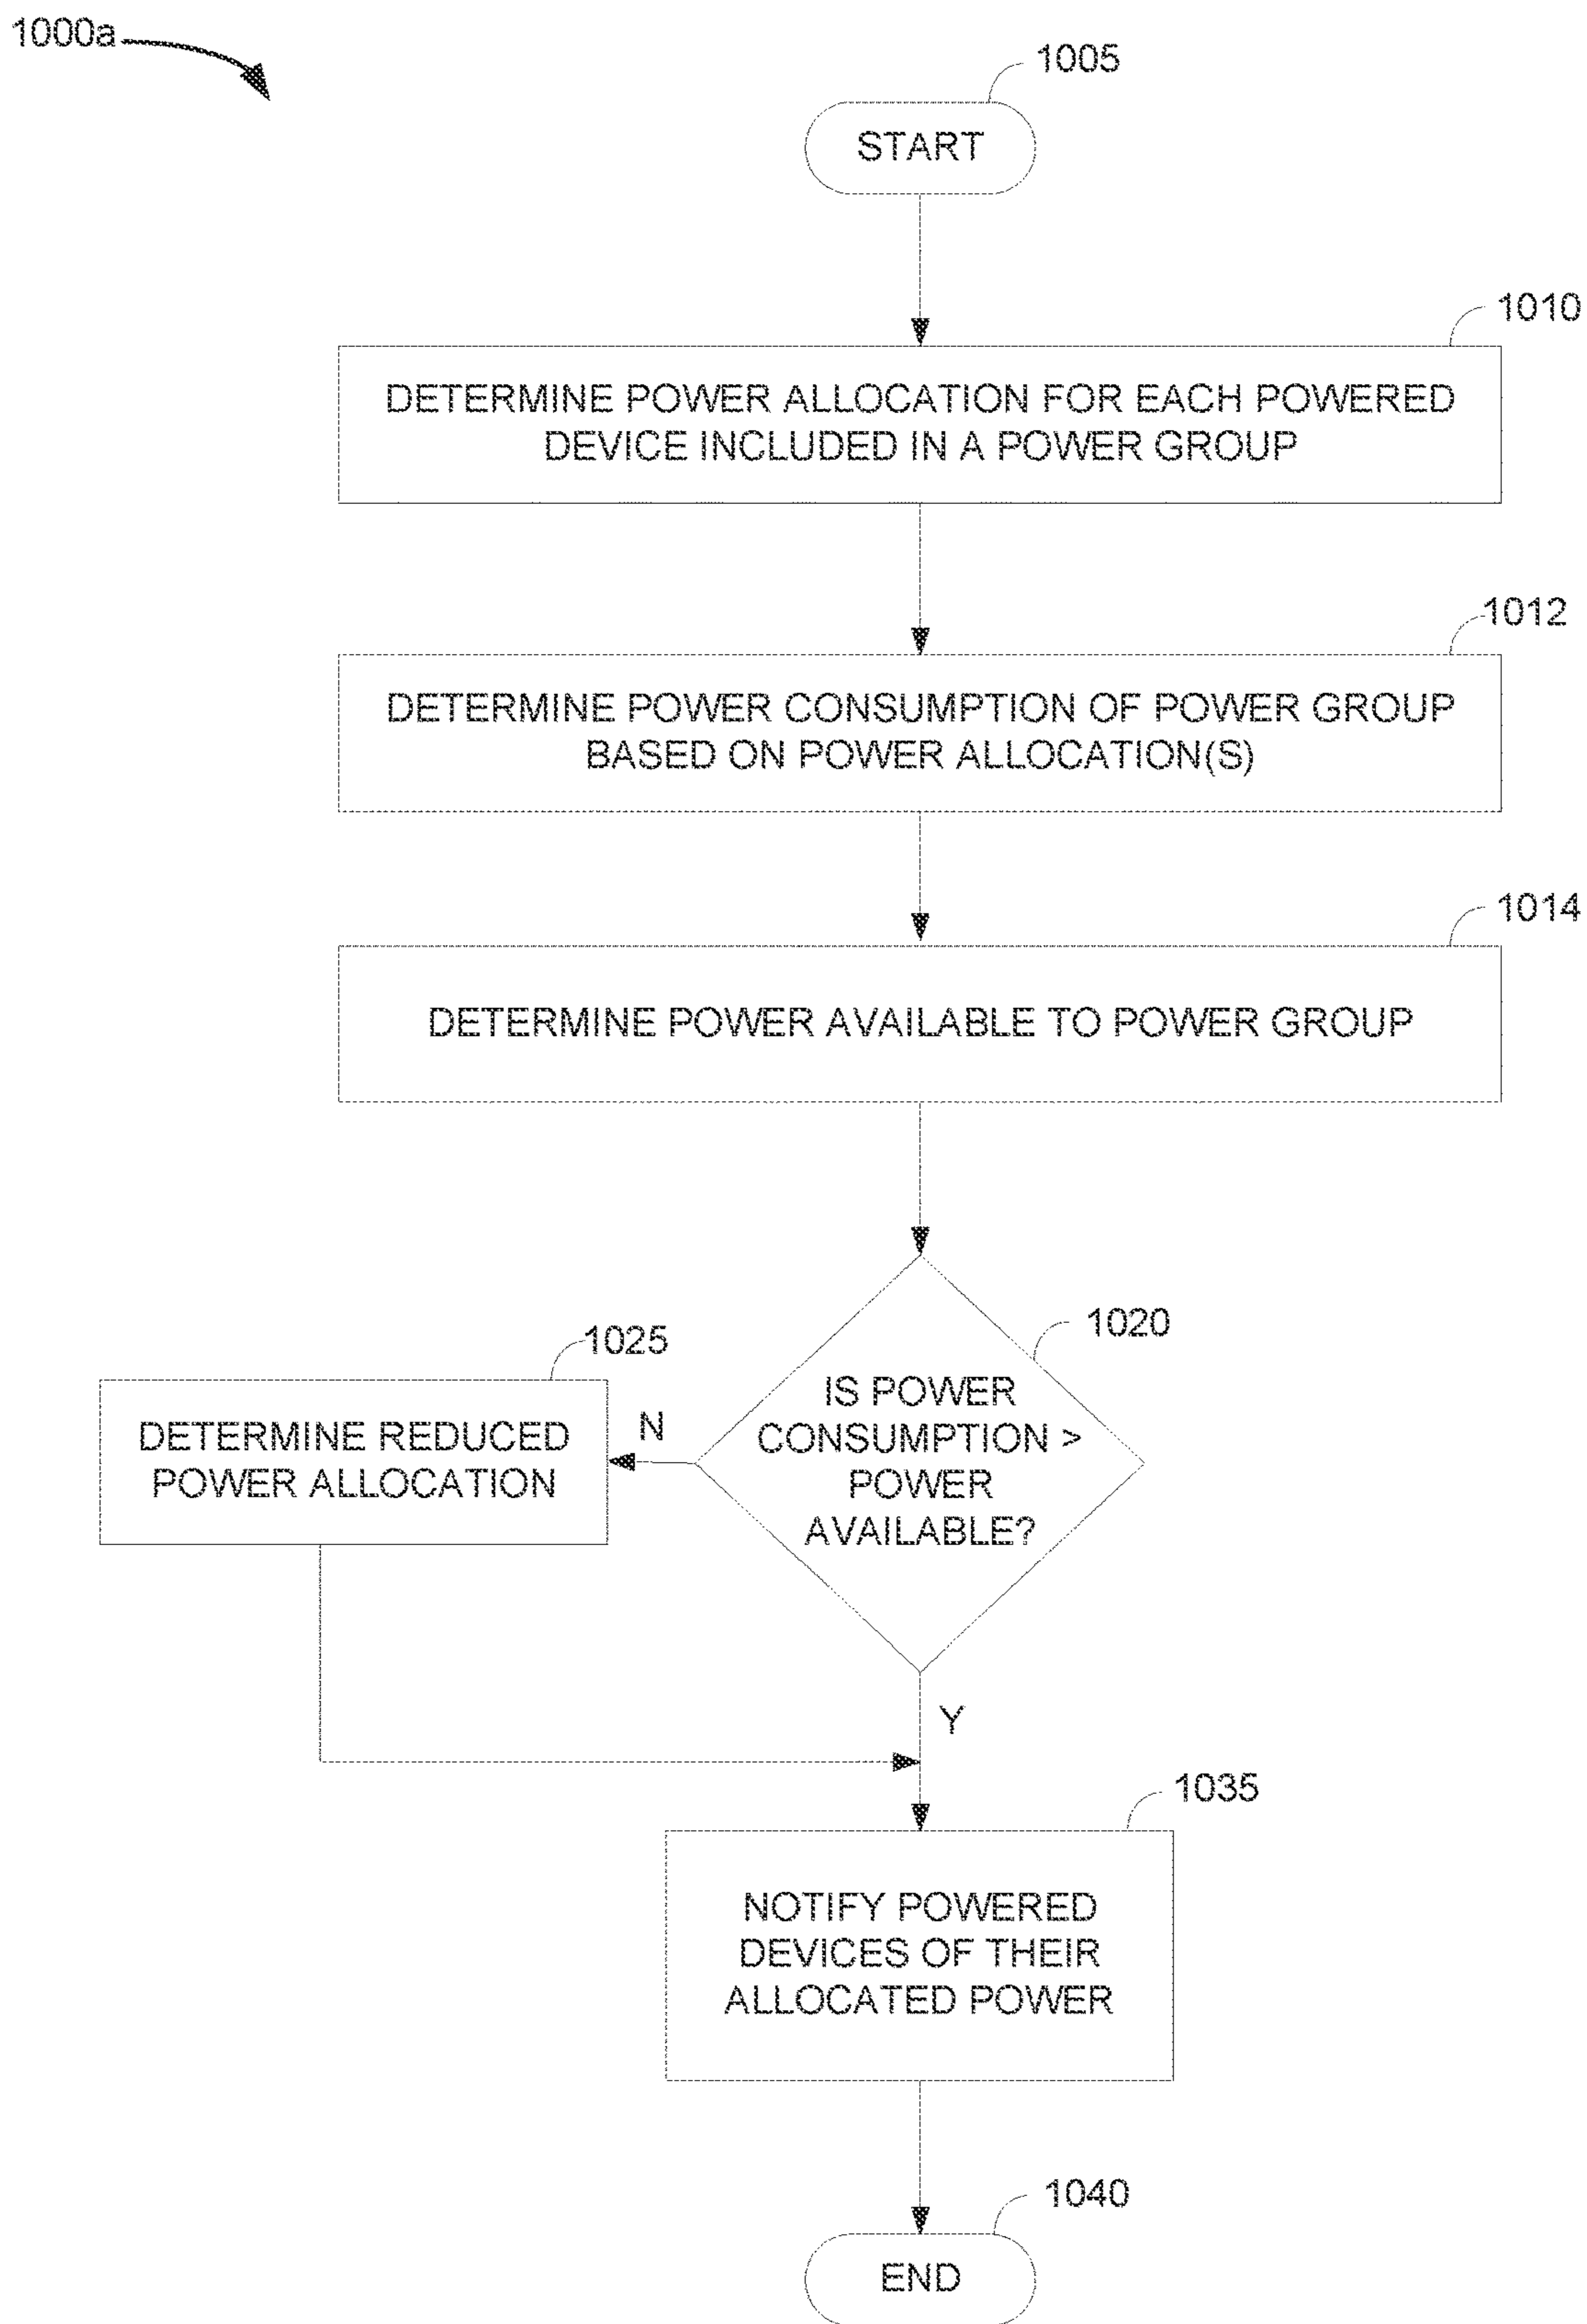 1000a
1005
START
1010
DETERMINE POWER ALLOCATION FOR EACH POWERED
DEVICE INCLUDED IN A POWER GROUP
1012
DETERMINE POWER CONSUMPTION OF POWER GROUP
BASED ON POWER ALLOCATION(S)
1014
DETERMINE POWER AVAILABLE TO POWER GROUP
1020
IS POWER
CONSUMPTION >
POWER
AVAILABLE?
1025
N
DETERMINE REDUCED
POWER ALLOCATION
Y
1035
NOTIFY POWERED
DEVICES OF THEIR
ALLOCATED POWER
1040
END